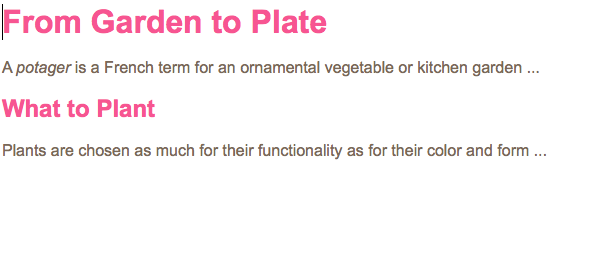 From Garden to Plate
A potager is a French term for an ornamental vegetable or kitchen garden ...
What to Plant
Plants are chosen as much for their functionality as for their color and form ...